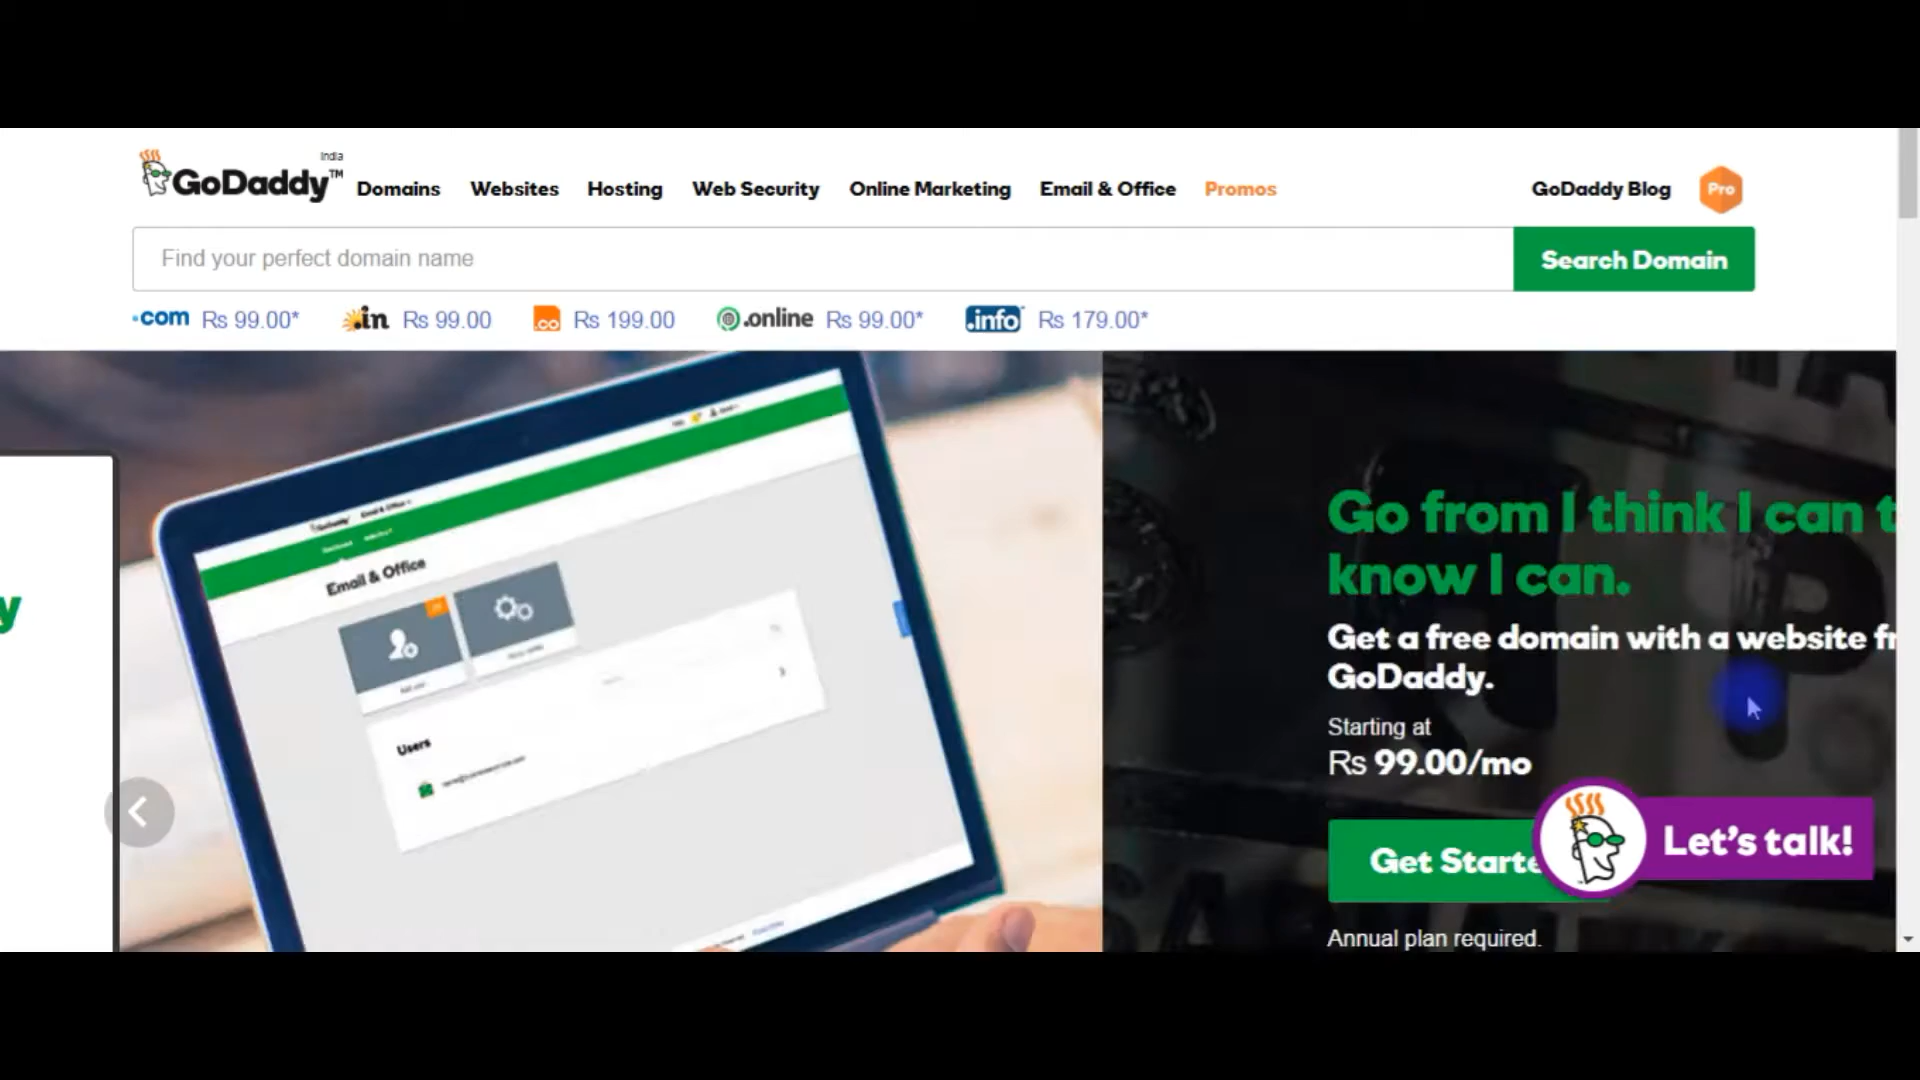 India
GoDaddy™
Domains Websites Hosting Web Security Online Marketing Email & Office Promos GoDaddy Blog Pro
Find your perfect domain name Search Domain
.com Rs 99.00* .in Rs 99.00 .co Rs 199.00 .online Rs 99.00* .info Rs 179.00*
y
Email & Office
Users
Go from I think I can t
know I can.
Get a free domain with a website fr
GoDaddy.
Starting at
Rs 99.00/mo
Get Starte
Let's talk!
Annual plan required.